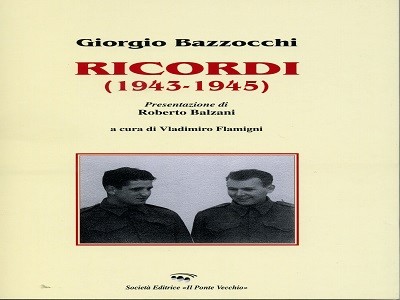 Giorgio Bazzocchi
RICORDI
(1943-1945)
Presentazione di
Roberto Balzani
a cura di Vladimiro Flamigni
Società Editrice «Il Ponte Vecchio»